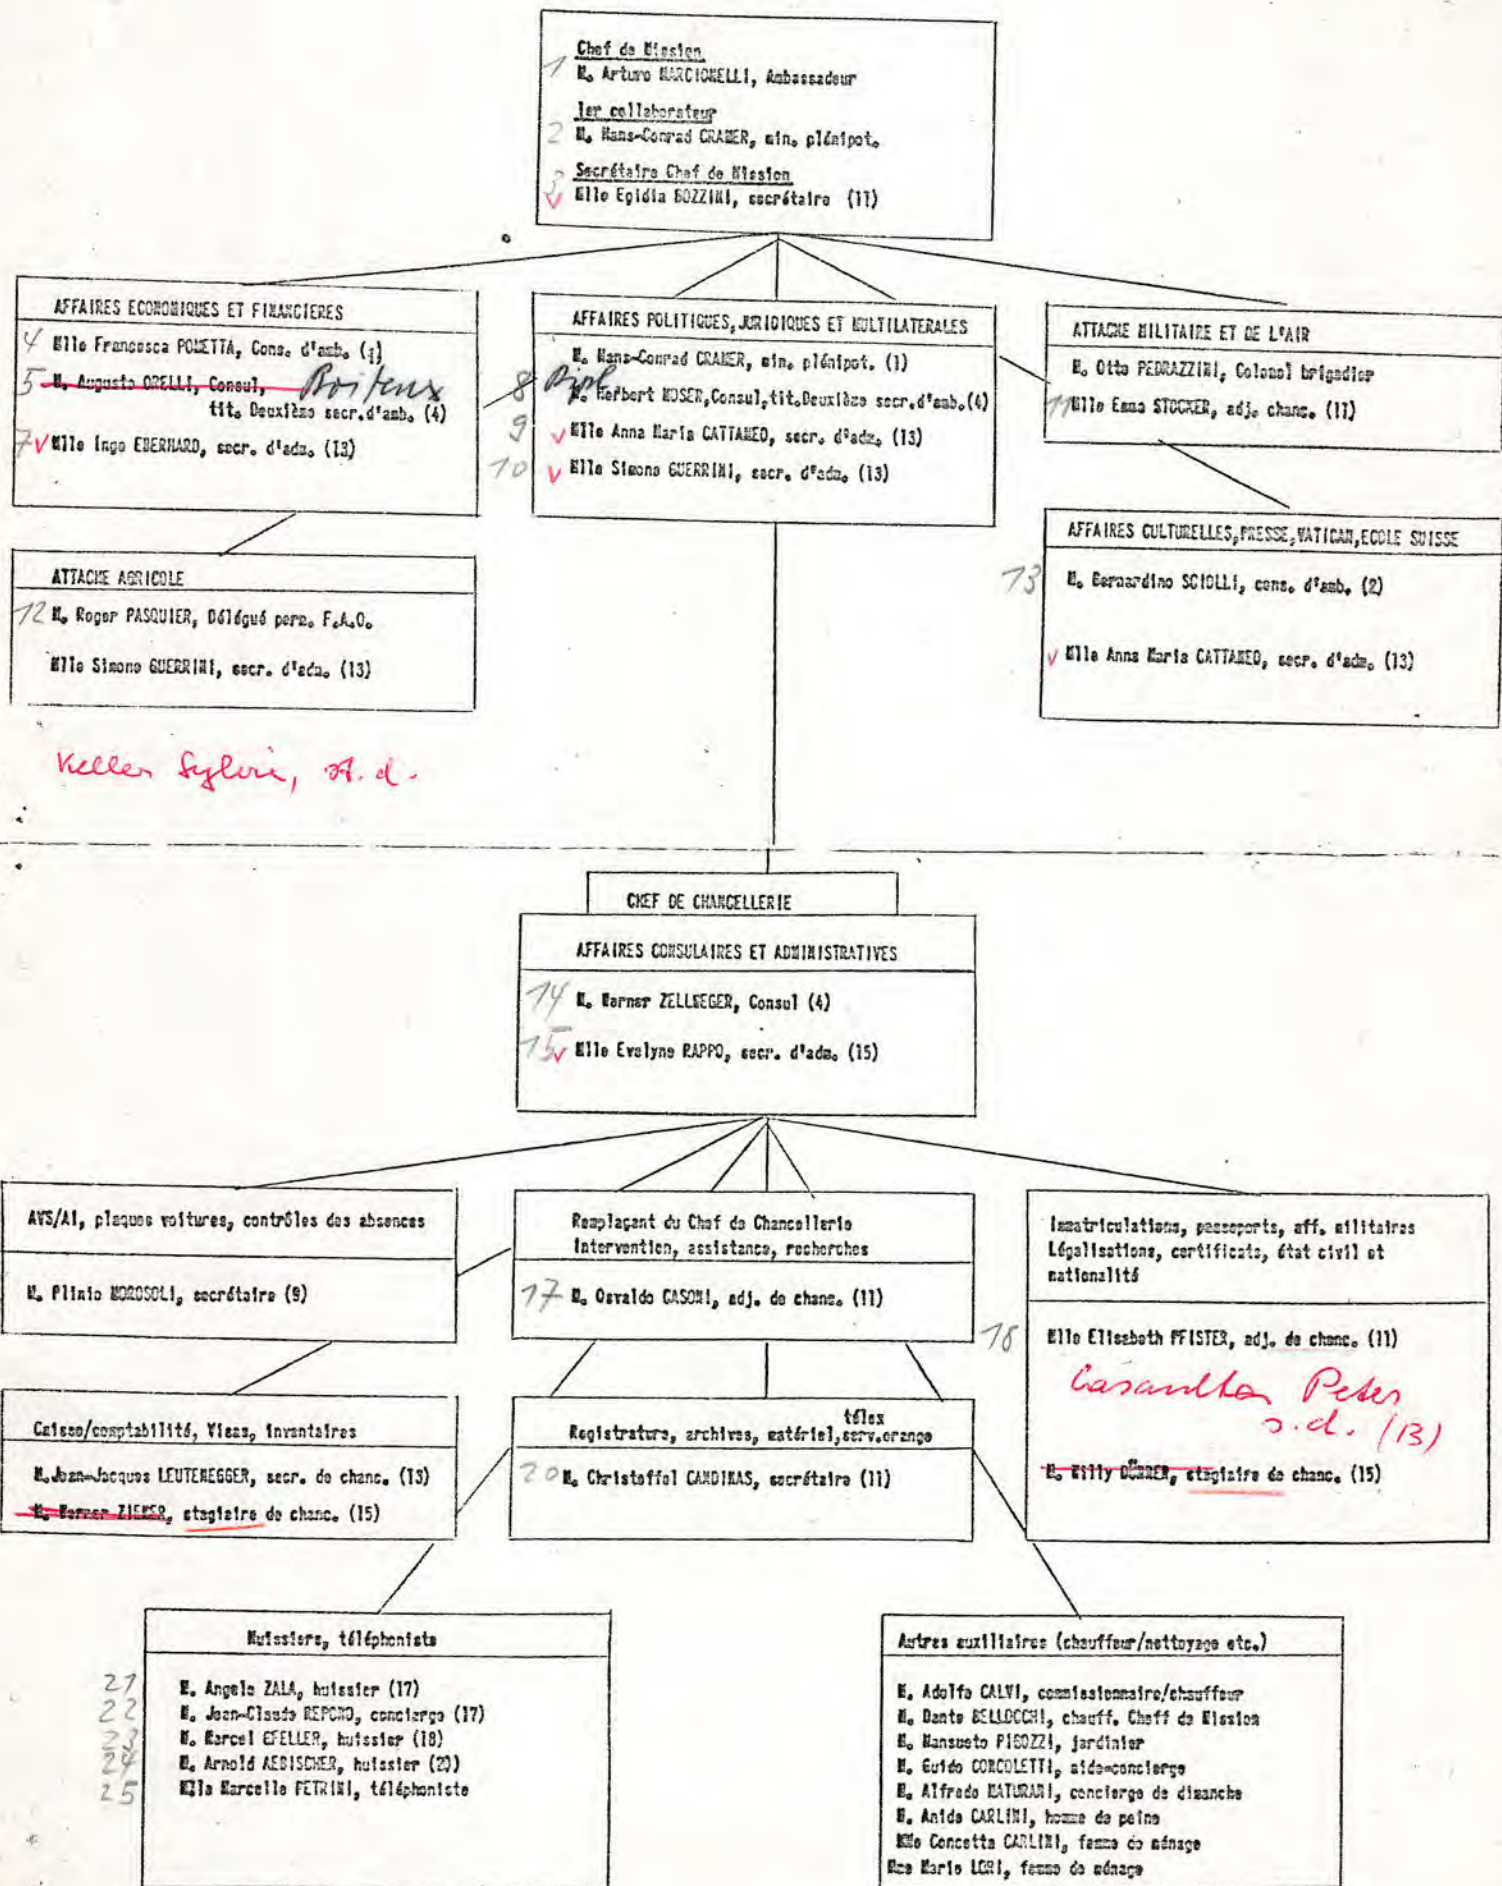 Chef de Mission
1 M. Arturo MARCIONELLI, Ambassadeur
1er collaborateur
2 M. Hans-Conrad CRAMER, min. plénipot.
Secrétaire Chef de Mission
3 v Mlle Egidia BOZZINI, secrétaire (11)
AFFAIRES ECONOMIQUES ET FINANCIERES
4 Mlle Francesca POMETTA, Cons. d'amb. (1)
5 M. Augusto ORELLI, Consul, Boiteux
tit. Deuxième secr.d'amb. (4)
7 v Mlle Inge EBERHARD, secr. d'adm. (13)
AFFAIRES POLITIQUES, JURIDIQUES ET MULTILATERALES
M. Hans-Conrad CRAMER, min. plénipot. (1)
8 M. Herbert MOSER, Consul, tit. Deuxième secr.d'amb.(4)
9 v Mlle Anna Maria CATTANEO, secr. d'adm. (13)
10 v Mlle Simone GUERRINI, secr. d'adm. (13)
ATTACHE MILITAIRE ET DE L'AIR
M. Otto PEDRAZZINI, Colonel brigadier
11 Mlle Emma STOCKER, adj. chanc. (11)
ATTACHE AGRICOLE
12 M. Roger PASQUIER, Délégué perm. F.A.O.
Mlle Simone GUERRINI, secr. d'adm. (13)
AFFAIRES CULTURELLES, PRESSE, VATICAN, ECOLE SUISSE
13 M. Bernardino SCIOLLI, cons. d'amb. (2)
v Mlle Anna Maria CATTANEO, secr. d'adm. (13)
Keller Sylvie, st. d.
CHEF DE CHANCELLERIE
AFFAIRES CONSULAIRES ET ADMINISTRATIVES
14 M. Werner ZELLWEGER, Consul (4)
15 v Mlle Evelyne RAPPO, secr. d'adm. (15)
AVS/AI, plaques voitures, contrôles des absences
M. Plinio MOROSOLI, secrétaire (9)
Remplaçant du Chef de Chancellerie
Intervention, assistance, recherches
17 M. Osvaldo CASONI, adj. de chanc. (11)
Immatriculations, passeports, aff. militaires
Légalisations, certificats, état civil et
nationalité
18 Mlle Elisabeth PFISTER, adj. de chanc. (11)
Casanilta Peter
s.d. (13)
M. Willy DÜRRER, stagiaire de chanc. (15)
Caisse/comptabilité, Visas, inventaires
M. Jean-Jacques LEUTENEGGER, secr. de chanc. (13)
M. Werner ZIEMER, stagiaire de chanc. (15)
télex
Registrature, archives, matériel, serv.orange
20 M. Christoffel CANDINAS, secrétaire (11)
Huissiers, téléphoniste
21 M. Angelo ZALA, huissier (17)
22 M. Jean-Claude REPOND, concierge (17)
23 M. Marcel GFELLER, huissier (18)
24 M. Arnold AEBISCHER, huissier (20)
25 Mlle Marcelle PETRINI, téléphoniste
Autres auxiliaires (chauffeur/nettoyage etc.)
M. Adolfo CALVI, commissionnaire/chauffeur
M. Dante BELLOCCHI, chauff. Cheff de Mission
M. Mansueto PIGOZZI, jardinier
M. Guido CORCOLETTI, aide-concierge
M. Alfredo NATURANI, concierge de dimanche
M. Anido CARLINI, homme de peine
Mme Concetta CARLINI, femme de ménage
Mme Maria LORI, femme de ménage